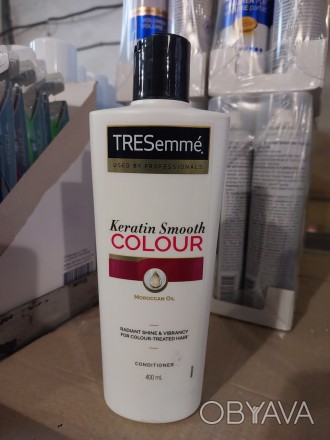 TRESemmé
USED BY PROFESSIONALS
Keratin Smooth
COLOUR
MOROCCAN OIL
RADIANT SHINE & VIBRANCY
FOR COLOUR-TREATED HAIR*
CONDITIONER
400 mL
OBYAVA